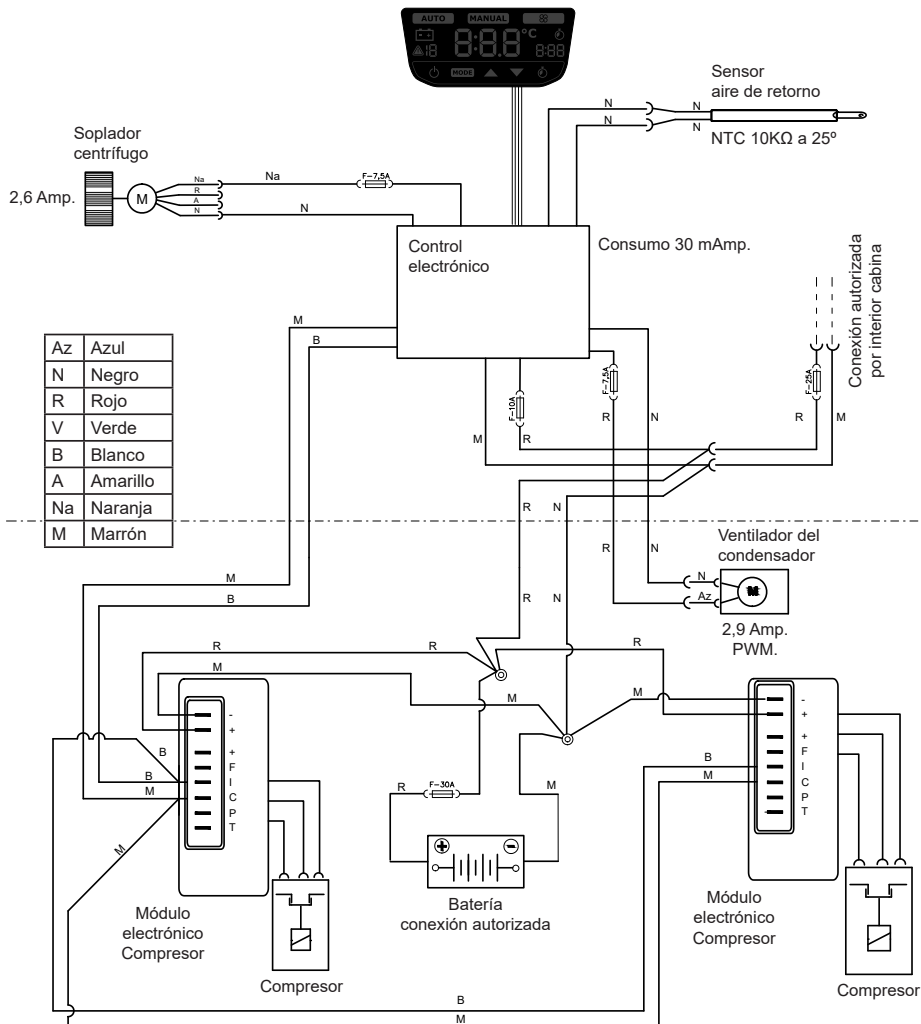 AUTO
MANUAL
8:8.8 °C
18
8:88
MODE
Sensor
aire de retorno
N
N
N
N
NTC 10KΩ a 25º
Soplador
centrífugo
2,6 Amp.
M
Na
R
A
N
Na
F-7,5A
N
Control
electrónico
Consumo 30 mAmp.
Conexión autorizada
por interior cabina
M
B
Az Azul
N Negro
R Rojo
V Verde
B Blanco
A Amarillo
Na Naranja
M Marrón
F-10A
F-7,5A
F-25A
M
R
R
N
R
M
R
N
R
N
Ventilador del
condensador
N
Az
M
2,9 Amp.
PWM.
M
B
R
N
R
M
R
M
M
-
+
+
F
I
C
P
T
B
B
M
M
R
F-30A
M
+
-
Batería
conexión autorizada
B
M
-
+
+
F
I
C
P
T
Módulo
electrónico
Compresor
Compresor
Módulo
electrónico
Compresor
Compresor
B
M